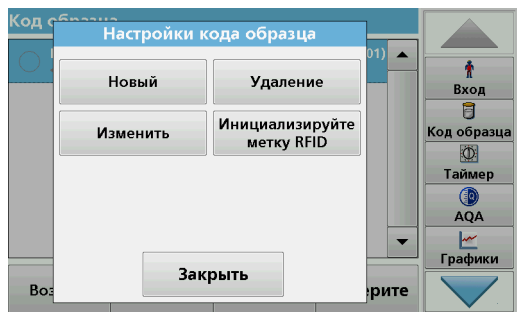 Код образца
Настройки кода образца
01)
Новый
Удаление
Изменить
Инициализируйте
метку RFID
Закрыть
Воз
ерите
Вход
Код образца
Таймер
AQA
Графики